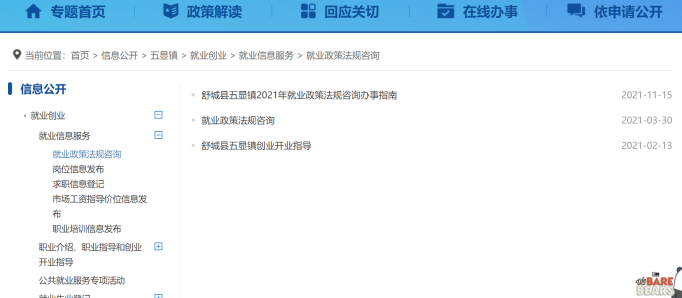 专题首页 政策解读 回应关切 在线办事 依申请公开
当前位置: 首页 > 信息公开 > 五显镇 > 就业创业 > 就业信息服务 > 就业政策法规咨询
信息公开
就业创业
就业信息服务
就业政策法规咨询
岗位信息发布
求职信息登记
市场工资指导价位信息发
布
职业培训信息发布
职业介绍、职业指导和创业
开业指导
公共就业服务专项活动
就业失业登记
舒城县五显镇2021年就业政策法规咨询办事指南 2021-11-15
就业政策法规咨询 2021-03-30
舒城县五显镇创业开业指导 2021-02-13
WE BARE
BEARS